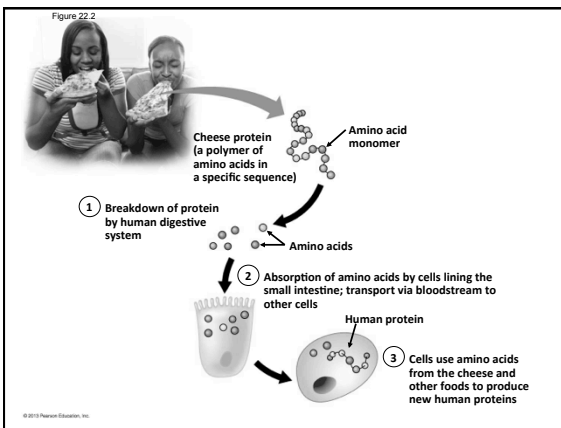 Figure 22.2
Cheese protein
(a polymer of
amino acids in
a specific sequence)
Amino acid
monomer
1 Breakdown of protein
by human digestive
system
Amino acids
2 Absorption of amino acids by cells lining the
small intestine; transport via bloodstream to
other cells
Human protein
3 Cells use amino acids
from the cheese and
other foods to produce
new human proteins
© 2013 Pearson Education, Inc.